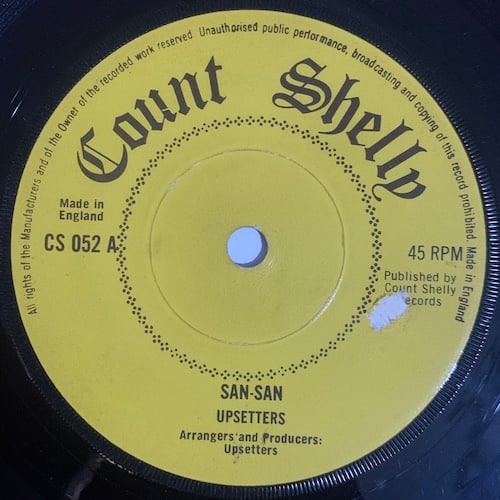 All rights of the Manufacturers and of the Owner of the recorded work reserved. Unauthorised public performance, broadcasting and copying of this record prohibited. Made in England
Count Shelly
Made in
England
CS 052 A
45 RPM
Published by
Count Shelly
Records
SAN-SAN
UPSETTERS
Arrangers and Producers:
Upsetters